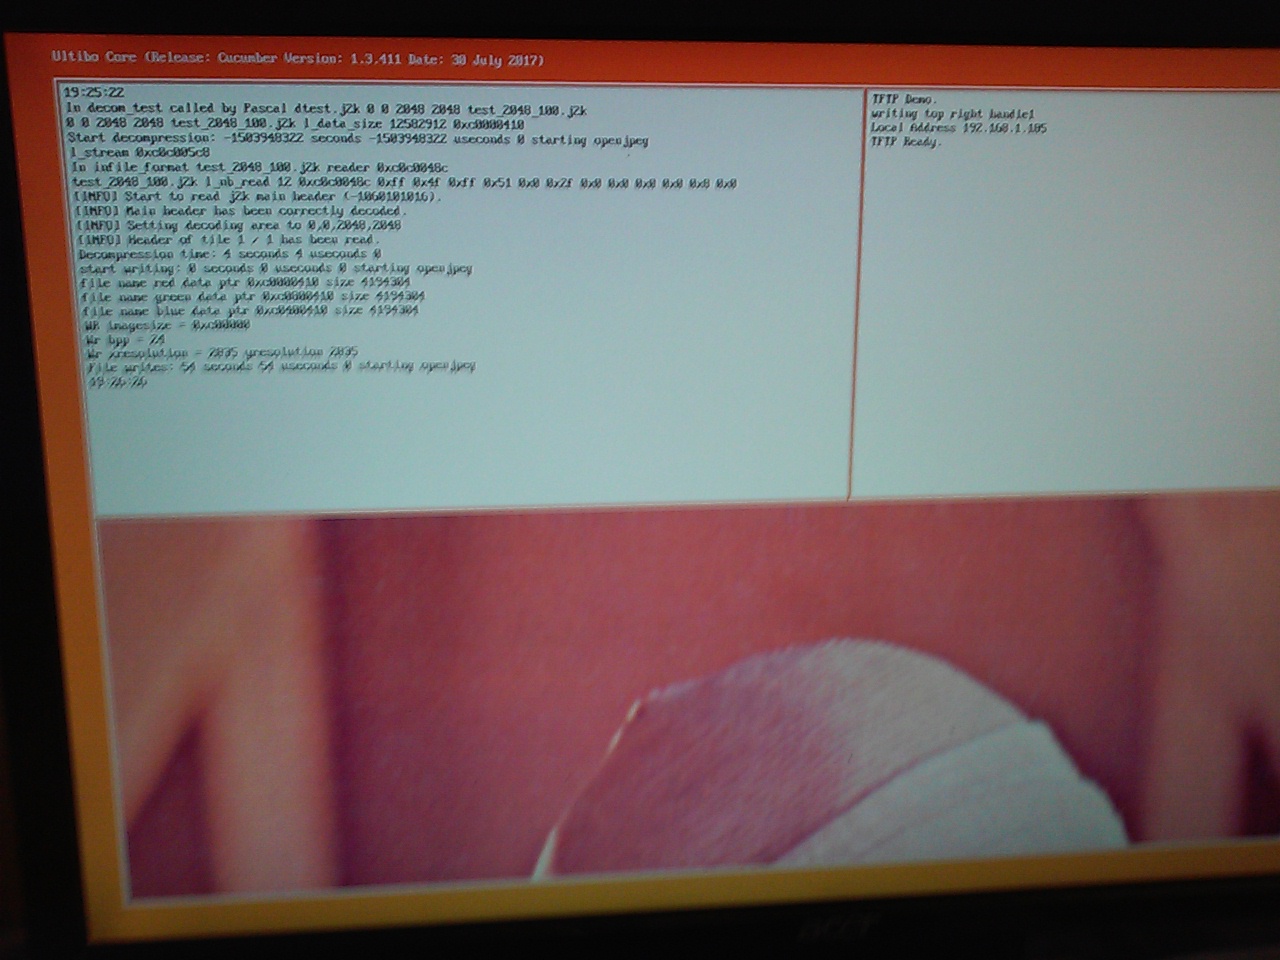 Ultibo Core (Release: Cucumber Version: 1.3.411 Date: 30 July 2017)
19:25:22
In decom_test called by Pascal dtest.j2k 0 0 2048 2048 test_2048_100.j2k
0 0 2048 2048 test_2048_100.j2k l_data_size 12582912 0xc0000410
Start decompression: -1503948322 seconds -1503948322 useconds 0 starting openjpeg
l_stream 0xc0c005c8
In infile_format test_2048_100.j2k reader 0xc0c0048c
test_2048_100.j2k l_nb_read 12 0xc0c0048c 0xff 0x4f 0xff 0x51 0x0 0x2f 0x0 0x0 0x0 0x0 0x8 0x0
[INFO] Start to read j2k main header (-1060101016).
[INFO] Main header has been correctly decoded.
[INFO] Setting decoding area to 0,0,2048,2048
[INFO] Header of tile 1 / 1 has been read.
Decompression time: 4 seconds 4 useconds 0
start writing: 0 seconds 0 useconds 0 starting openjpeg
file name red data ptr 0xc0000410 size 4194304
file name green data ptr 0xc0800410 size 4194304
file name blue data ptr 0xc0400410 size 4194304
WR imagesize = 0xc00000
Wr bpp = 24
Wr xresolution = 2835 yresolution 2835
File writes: 54 seconds 54 useconds 0 starting openjpeg
19:26:26
TFTP Demo.
writing top right handle1
Local Address 192.168.1.185
TFTP Ready.
acer